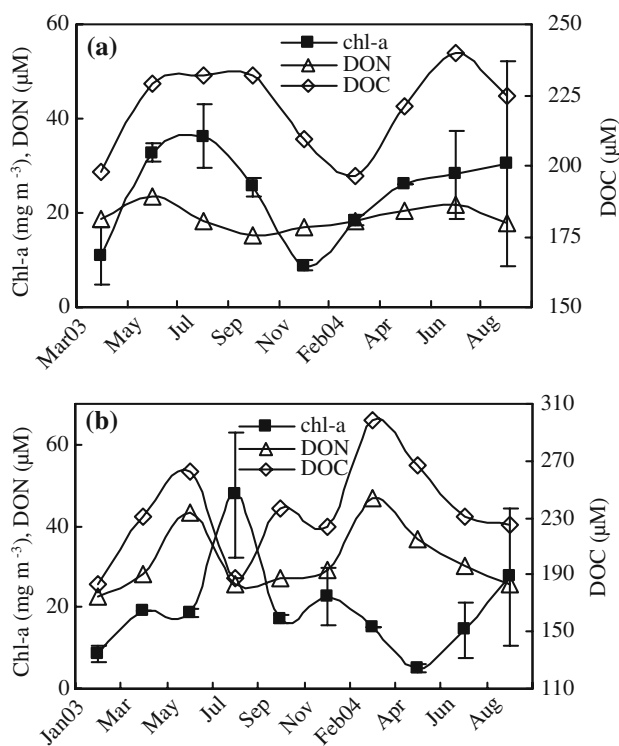 (a)
chl-a
DON
DOC
Chl-a (mg m⁻³), DON (µM)
60
40
20
0
250
225
200
175
150
DOC
(µM)
Mar03
May
Jul
Sep
Nov
Feb04
Apr
Jun
Aug
(b)
chl-a
DON
DOC
Chl-a (mg m⁻³), DON (µM)
60
40
20
0
310
270
230
190
150
110
DOC
(µM)
Jan03
Mar
May
Jul
Sep
Nov
Feb04
Apr
Jun
Aug